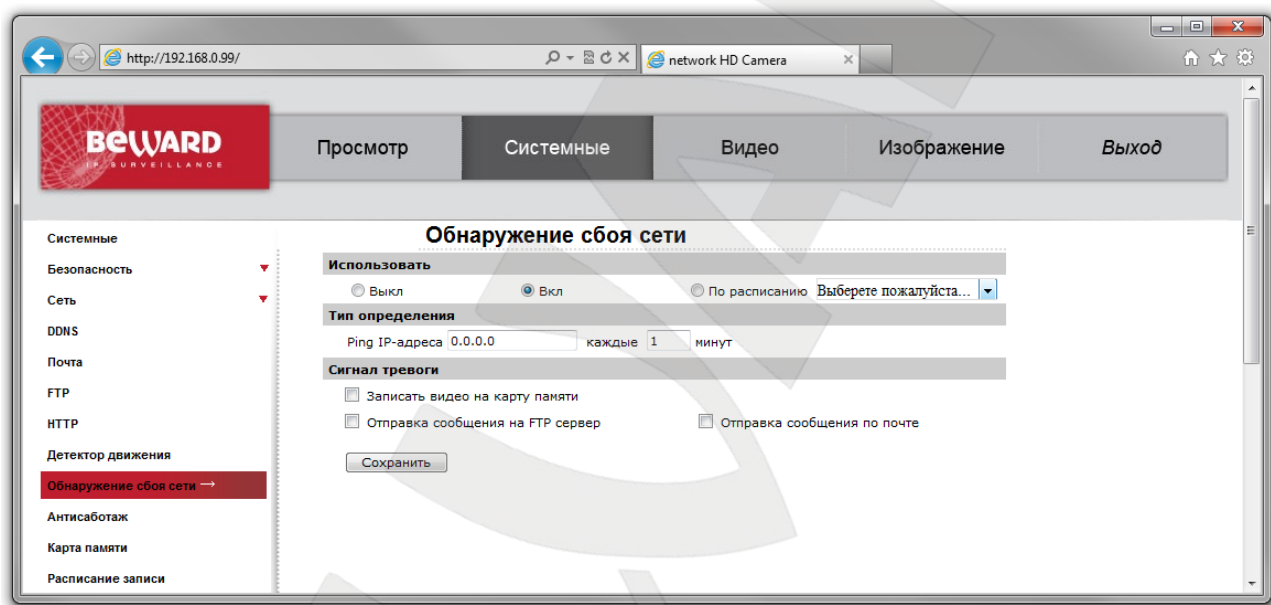 http://192.168.0.99/
network HD Camera
BEWARD
IP SURVEILLANCE
Просмотр
Системные
Видео
Изображение
Выход
Системные
Безопасность
Сеть
DDNS
Почта
FTP
HTTP
Детектор движения
Обнаружение сбоя сети →
Антисаботаж
Карта памяти
Расписание записи
Обнаружение сбоя сети
Использовать
Выкл
Вкл
По расписанию Выберете пожалуйста...
Тип определения
Ping IP-адреса 0.0.0.0 каждые 1 минут
Сигнал тревоги
Записать видео на карту памяти
Отправка сообщения на FTP сервер
Отправка сообщения по почте
Сохранить